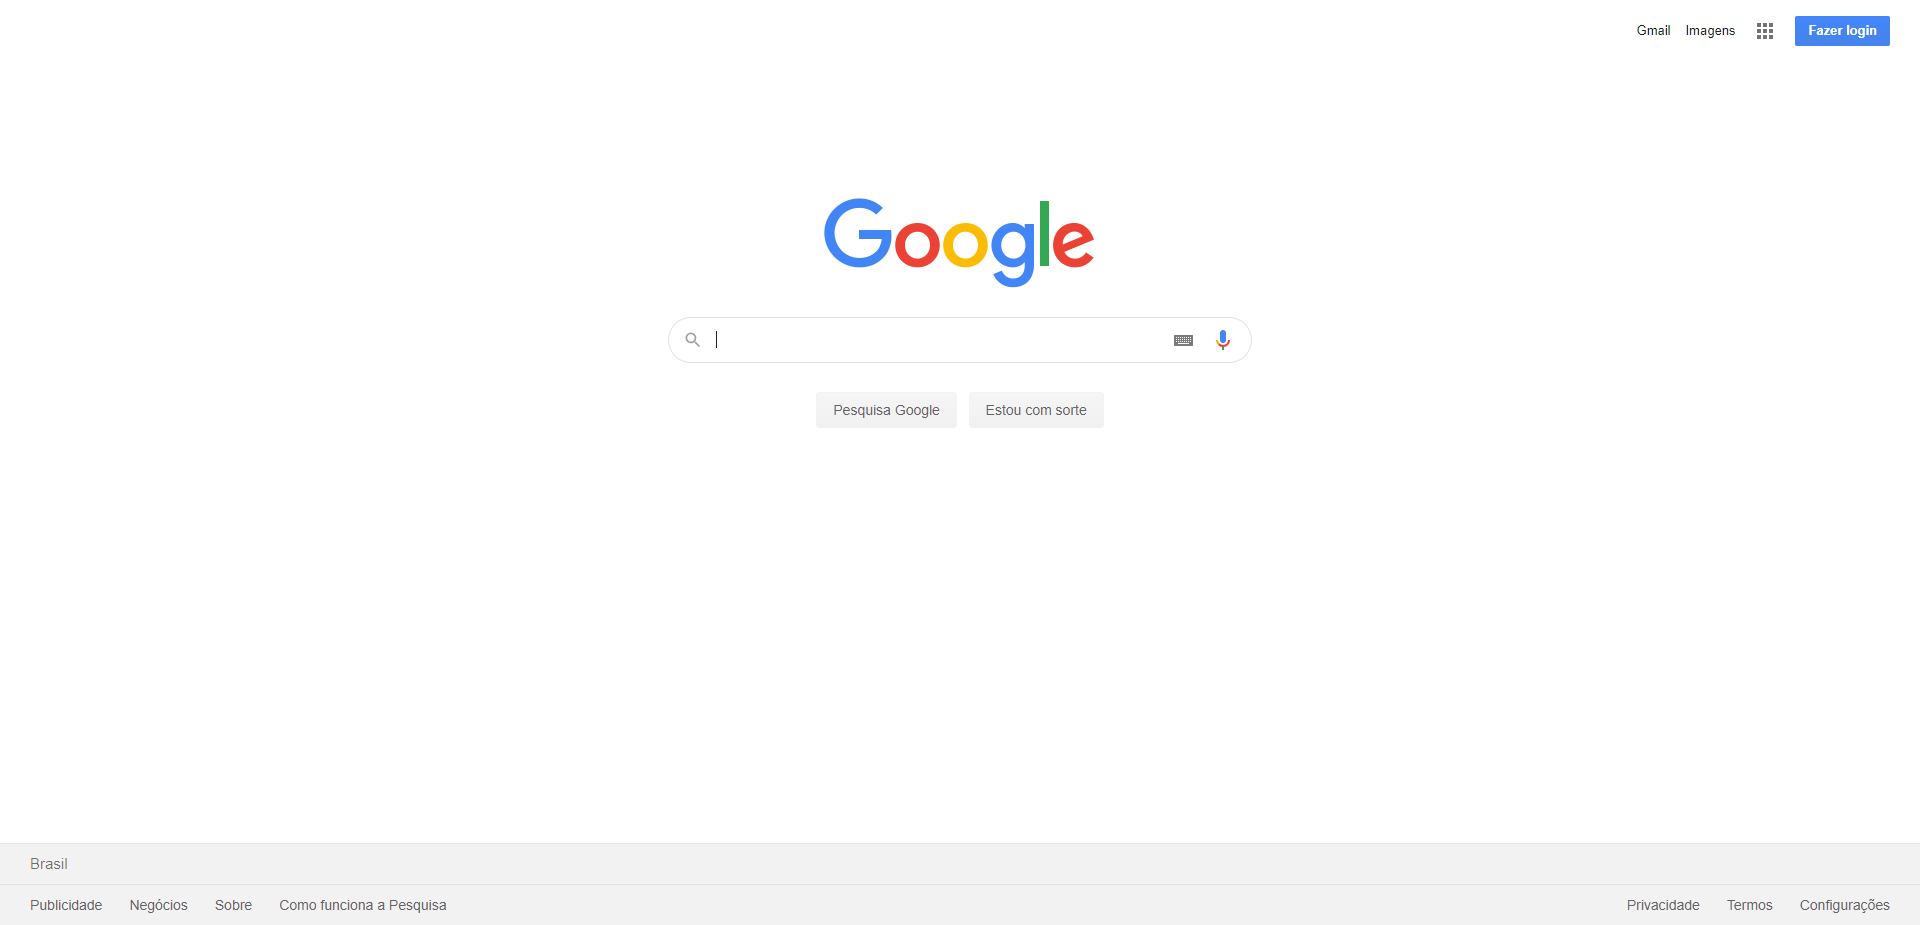 Gmail Imagens Fazer login
Google
Pesquisa Google Estou com sorte
Brasil
Publicidade Negócios Sobre Como funciona a Pesquisa Privacidade Termos Configurações